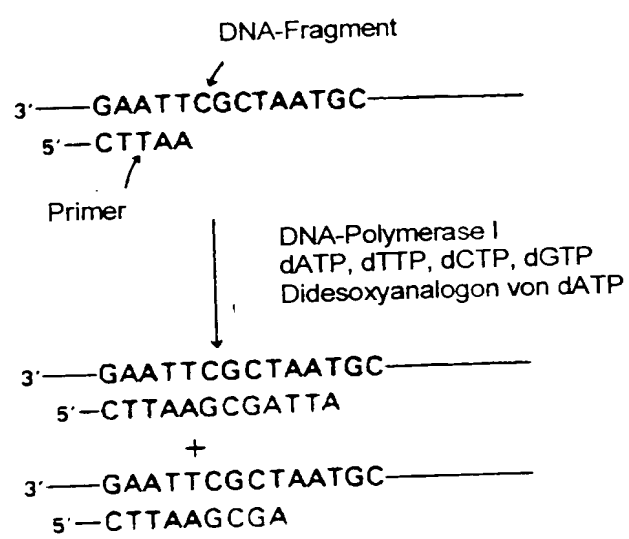 DNA-Fragment
3′—GAATTCGCTAATGC—
5′—CTTAA
Primer
DNA-Polymerase I
dATP, dTTP, dCTP, dGTP
Didesoxyanalogon von dATP
3′—GAATTCGCTAATGC—
5′—CTTAAGCGATTA
+
3′—GAATTCGCTAATGC—
5′—CTTAAGCGA